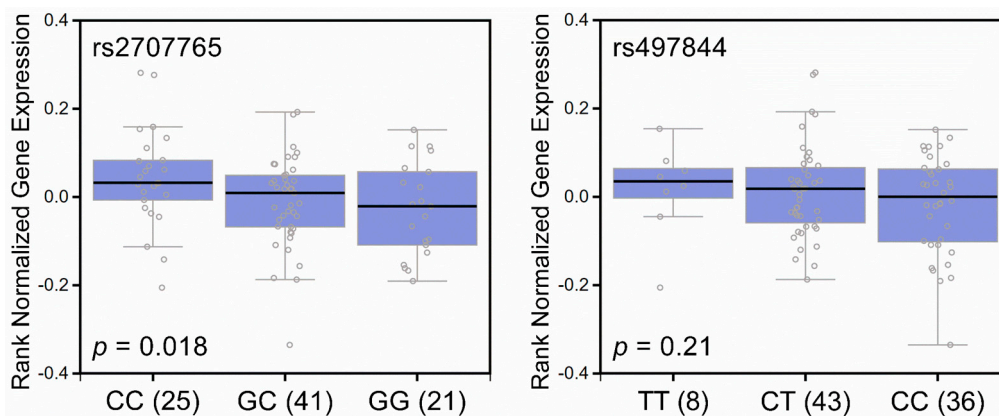 Rank Normalized Gene Expression
0.4
0.2
0.0
-0.2
-0.4
rs2707765
p = 0.018
CC (25) GC (41) GG (21)
Rank Normalized Gene Expression
0.4
0.2
0.0
-0.2
-0.4
rs497844
p = 0.21
TT (8) CT (43) CC (36)